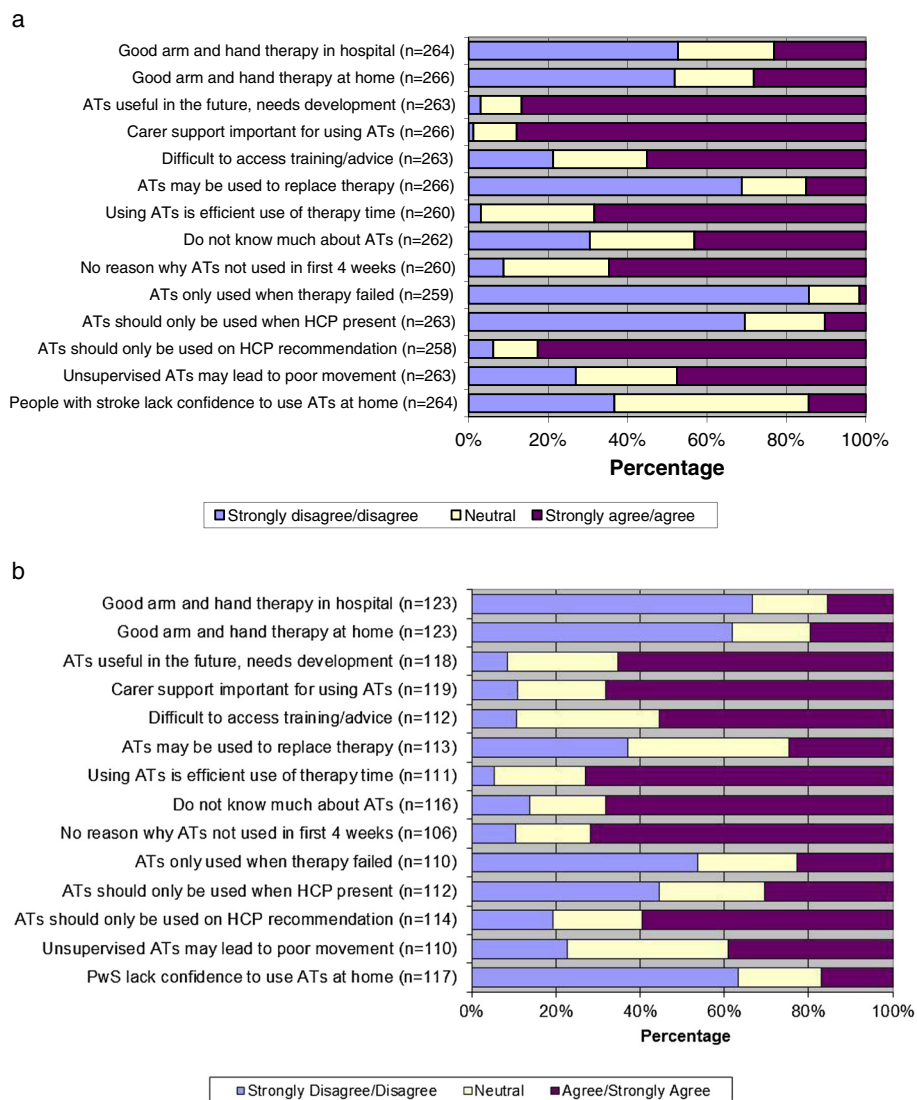 a
Good arm and hand therapy in hospital (n=264)
Good arm and hand therapy at home (n=266)
ATs useful in the future, needs development (n=263)
Carer support important for using ATs (n=266)
Difficult to access training/advice (n=263)
ATs may be used to replace therapy (n=266)
Using ATs is efficient use of therapy time (n=260)
Do not know much about ATs (n=262)
No reason why ATs not used in first 4 weeks (n=260)
ATs only used when therapy failed (n=259)
ATs should only be used when HCP present (n=263)
ATs should only be used on HCP recommendation (n=258)
Unsupervised ATs may lead to poor movement (n=263)
People with stroke lack confidence to use ATs at home (n=264)
0% 20% 40% 60% 80% 100%
Percentage
Strongly disagree/disagree Neutral Strongly agree/agree
b
Good arm and hand therapy in hospital (n=123)
Good arm and hand therapy at home (n=123)
ATs useful in the future, needs development (n=118)
Carer support important for using ATs (n=119)
Difficult to access training/advice (n=112)
ATs may be used to replace therapy (n=113)
Using ATs is efficient use of therapy time (n=111)
Do not know much about ATs (n=116)
No reason why ATs not used in first 4 weeks (n=106)
ATs only used when therapy failed (n=110)
ATs should only be used when HCP present (n=112)
ATs should only be used on HCP recommendation (n=114)
Unsupervised ATs may lead to poor movement (n=110)
PwS lack confidence to use ATs at home (n=117)
0% 20% 40% 60% 80% 100%
Percentage
Strongly Disagree/Disagree Neutral Agree/Strongly Agree